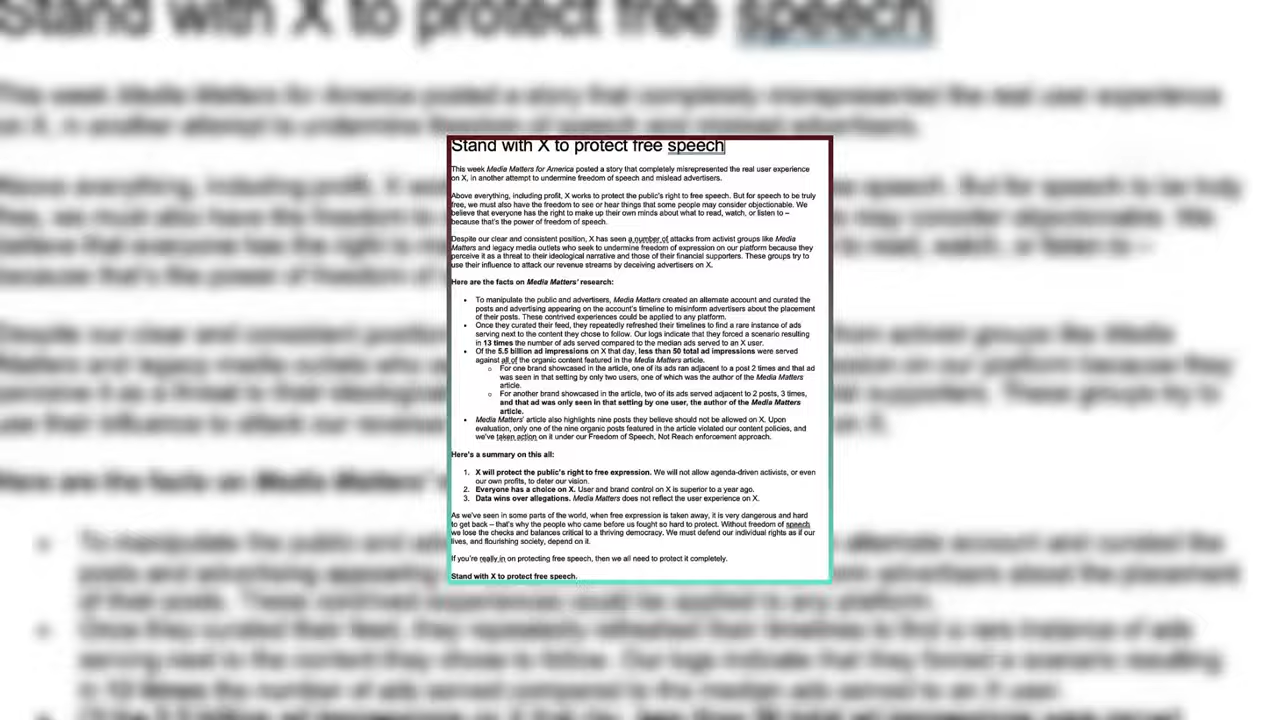 Stand with X to protect free speech
This week Media Matters for America posted a story that completely misrepresented the real user experience
on X, in another attempt to undermine freedom of speech and mislead advertisers.
Above everything, including profit, X works to protect the public's right to free speech. But for speech to be truly
free, we must also have the freedom to see or hear things that some people may consider objectionable. We
believe that everyone has the right to make up their own minds about what to read, watch, or listen to –
because that's the power of freedom of speech.
Despite our clear and consistent position, X has seen a number of attacks from activist groups like Media
Matters and legacy media outlets who seek to undermine freedom of expression on our platform because they
perceive it as a threat to their ideological narrative and those of their financial supporters. These groups try to
use their influence to attack our revenue streams by deceiving advertisers on X.
Here are the facts on Media Matters' research:
• To manipulate the public and advertisers, Media Matters created an alternate account and curated the
posts and advertising appearing on the account's timeline to misinform advertisers about the placement
of their posts. These contrived experiences could be applied to any platform.
• Once they curated their feed, they repeatedly refreshed their timelines to find a rare instance of ads
serving next to the content they chose to follow. Our logs indicate that they forced a scenario resulting
in 13 times the number of ads served compared to the median ads served to an X user.
• Of the 5.5 billion ad impressions on X that day, less than 50 total ad impressions were served
against all of the organic content featured in the Media Matters article.
o For one brand showcased in the article, one of its ads ran adjacent to a post 2 times and that ad
was seen in that setting by only two users, one of which was the author of the Media Matters
article.
o For another brand showcased in the article, two of its ads served adjacent to 2 posts, 3 times,
and that ad was only seen in that setting by one user, the author of the Media Matters
article.
• Media Matters' article also highlights nine posts they believe should not be allowed on X. Upon
evaluation, only one of the nine organic posts featured in the article violated our content policies, and
we've taken action on it under our Freedom of Speech, Not Reach enforcement approach.
Here's a summary on this all:
1. X will protect the public's right to free expression. We will not allow agenda-driven activists, or even
our own profits, to deter our vision.
2. Everyone has a choice on X. User and brand control on X is superior to a year ago.
3. Data wins over allegations. Media Matters does not reflect the user experience on X.
As we've seen in some parts of the world, when free expression is taken away, it is very dangerous and hard
to get back – that's why the people who came before us fought so hard to protect. Without freedom of speech
we lose the checks and balances critical to a thriving democracy. We must defend our individual rights as if our
lives, and flourishing society, depend on it.
If you're really in on protecting free speech, then we all need to protect it completely.
Stand with X to protect free speech.